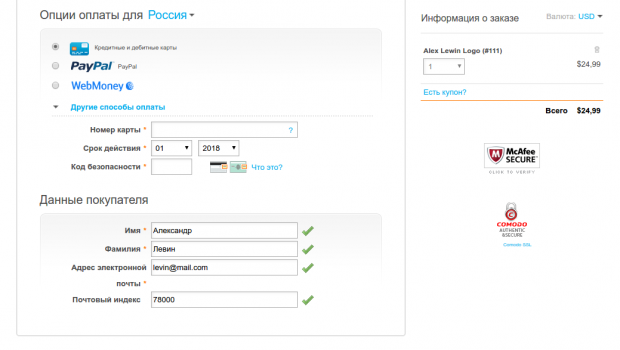 Опции оплаты для Россия
Кредитные и дебитные карты
PayPal PayPal
WebMoney
Другие способы оплаты
Номер карты * ?
Срок действия * 01 2018
Код безопасности * Что это?
Данные покупателя
Имя * Александр
Фамилия * Левин
Адрес электронной почты * levin@mail.com
Почтовый индекс * 78000
Информация о заказе Валюта: USD
Alex Lewin Logo (#111)
1 $24,99
Есть купон?
Всего $24,99
McAfee
SECURE
CLICK TO VERIFY
COMODO
AUTHENTIC
&SECURE
Comodo SSL